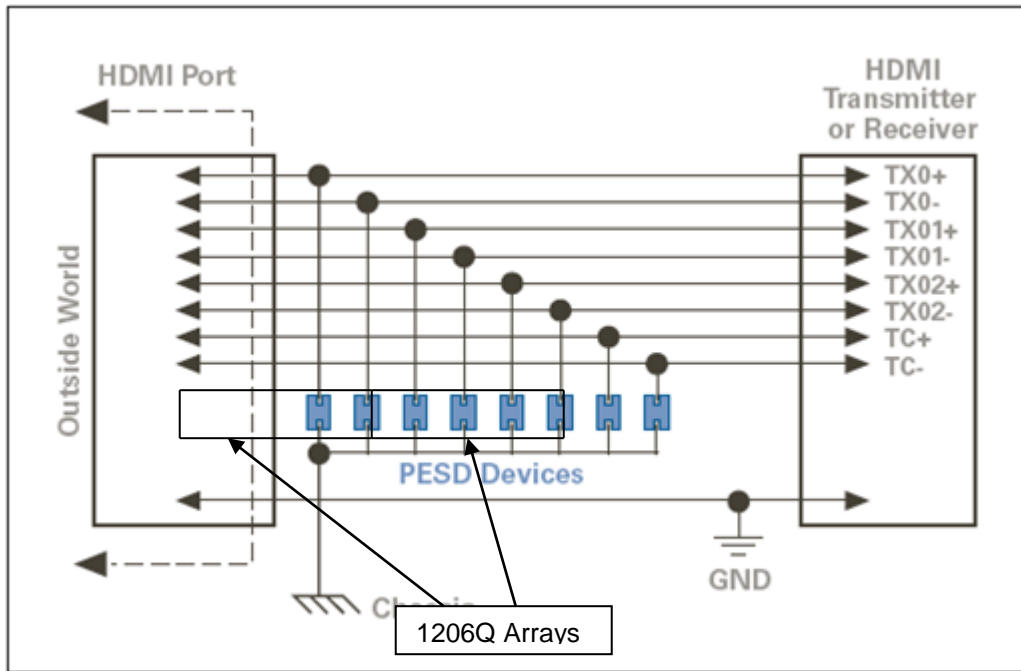 HDMI Port
HDMI
Transmitter
or Receiver
Outside World
TX0+
TX0-
TX01+
TX01-
TX02+
TX02-
TC+
TC-
PESD Devices
GND
1206Q Arrays